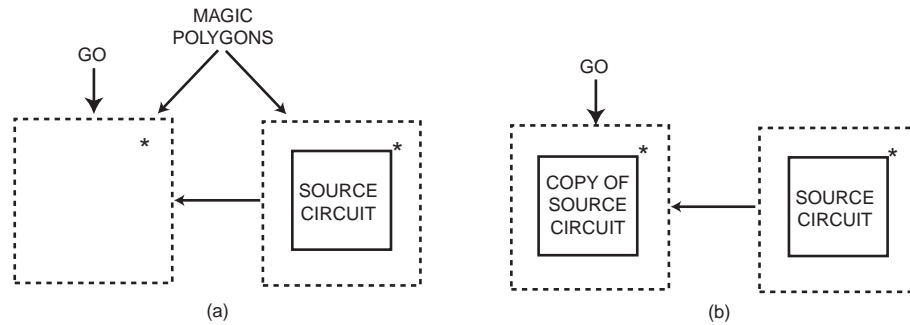 MAGIC
POLYGONS
GO
*
*
SOURCE
CIRCUIT
(a)
GO
*
COPY OF
SOURCE
CIRCUIT
*
SOURCE
CIRCUIT
(b)